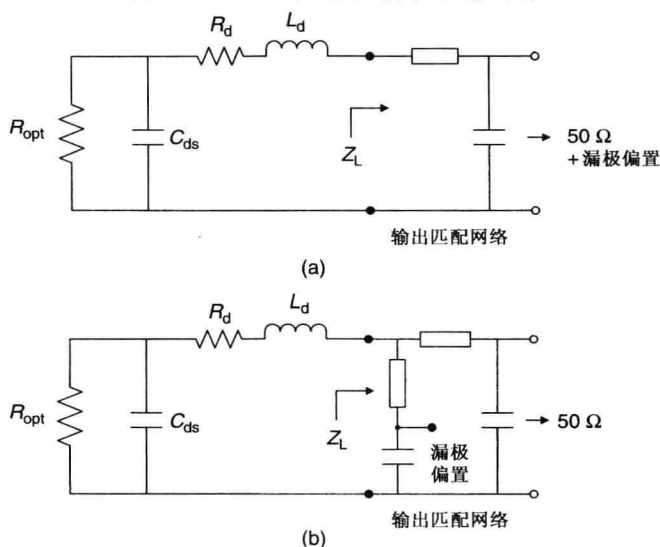 R_d
L_d
R_opt
C_ds
Z_L
50 Ω
+漏极偏置
输出匹配网络
(a)
R_d
L_d
R_opt
C_ds
Z_L
漏极
偏置
50 Ω
输出匹配网络
(b)